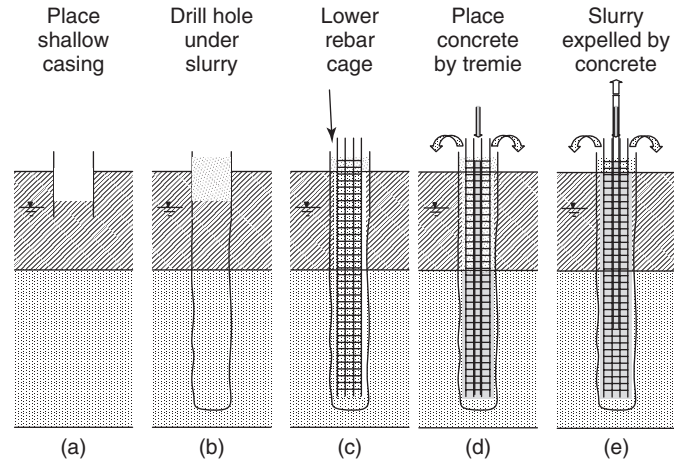 Place
shallow
casing
Drill hole
under
slurry
Lower
rebar
cage
Place
concrete
by tremie
Slurry
expelled by
concrete
(a)
(b)
(c)
(d)
(e)